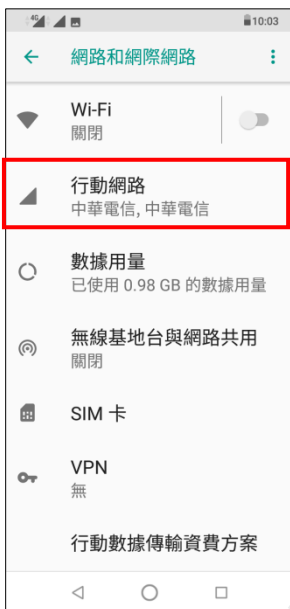 4G 10:03
網路和網際網路
Wi-Fi
關閉
行動網路
中華電信, 中華電信
數據用量
已使用 0.98 GB 的數據用量
無線基地台與網路共用
關閉
SIM 卡
VPN
無
行動數據傳輸資費方案